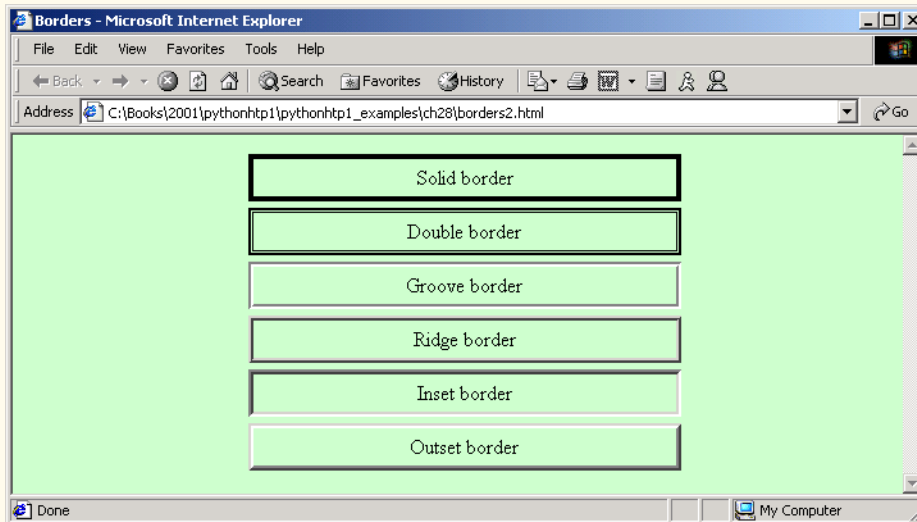 Borders - Microsoft Internet Explorer
File Edit View Favorites Tools Help
Back Search Favorites History
Address C:\Books\2001\pythonhtp1\pythonhtp1_examples\ch28\borders2.html Go
Solid border
Double border
Groove border
Ridge border
Inset border
Outset border
Done My Computer